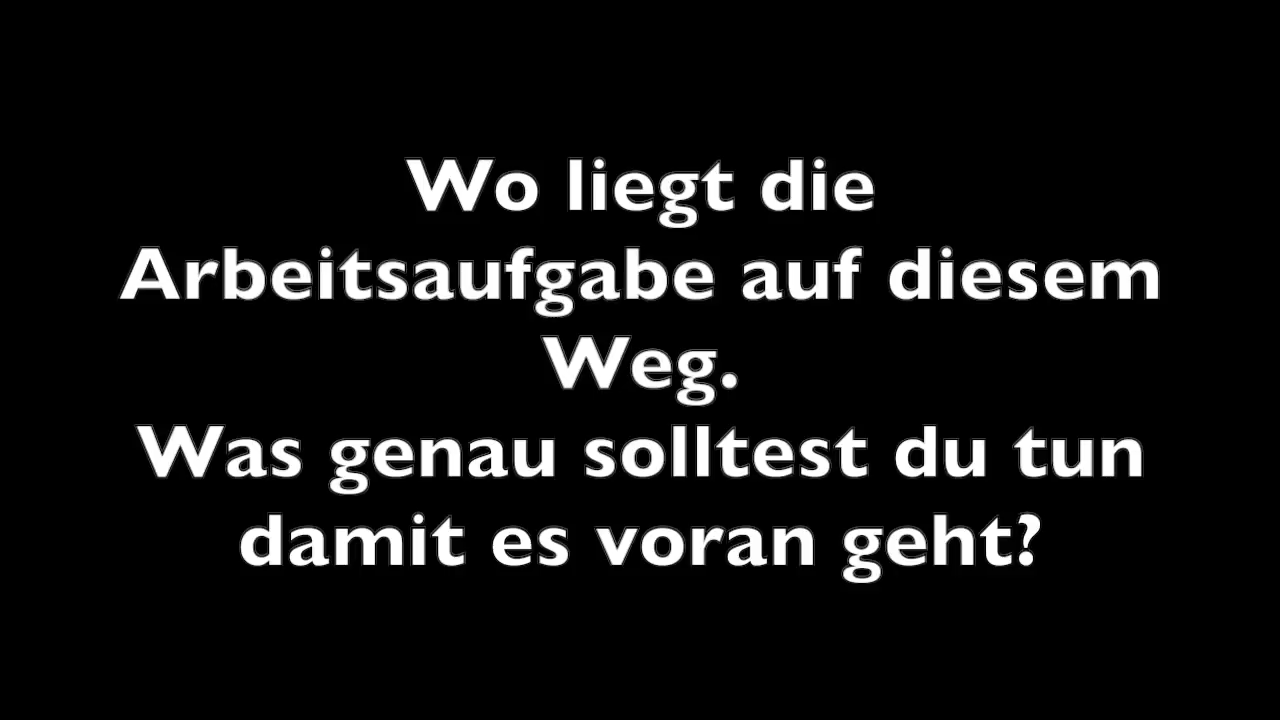 Wo liegt die
Arbeitsaufgabe auf diesem
Weg.
Was genau solltest du tun
damit es voran geht?